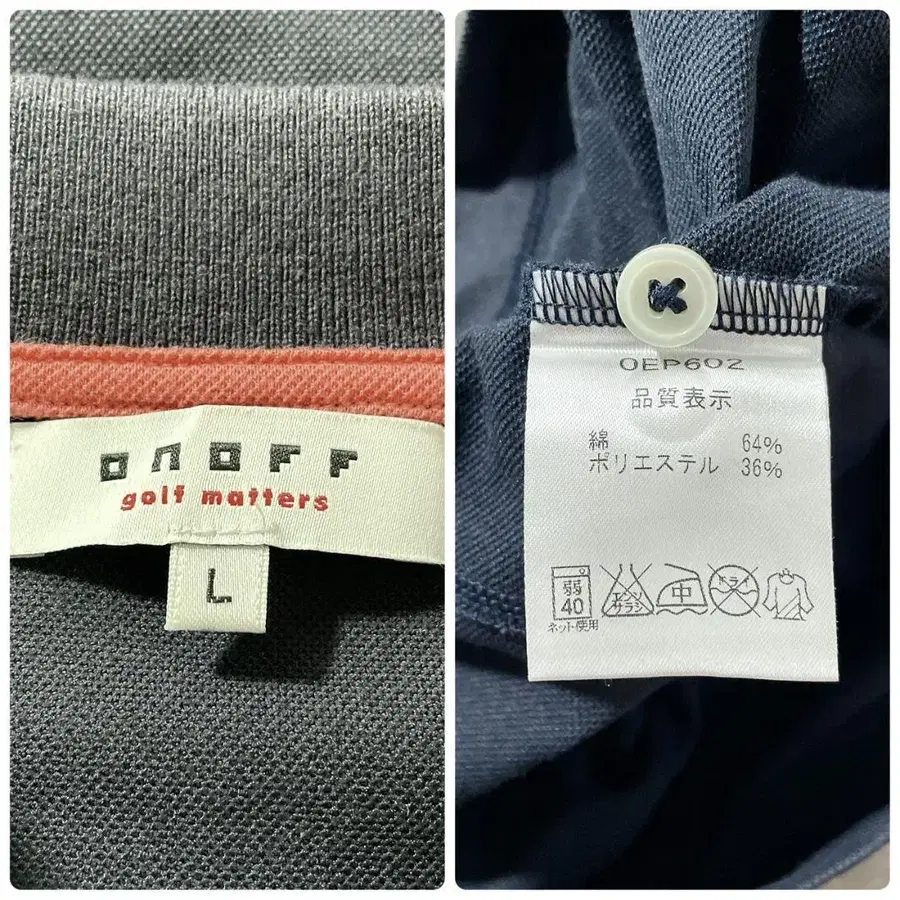 ONOFF
golf matters
L
OEP602
品質表示
綿 64%
ポリエステル 36%
弱 40 エンソサラシ 中 ドライ
ネット使用